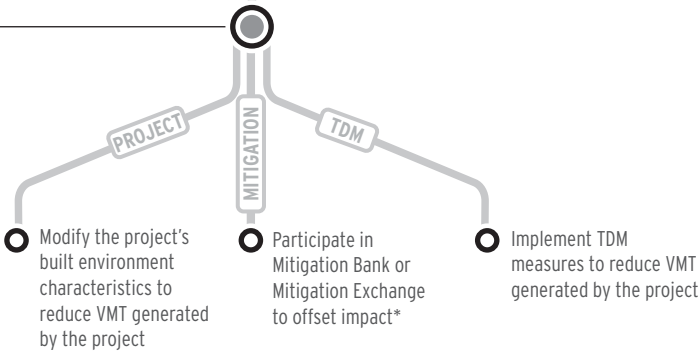 PROJECT
MITIGATION
TDM
Modify the project's
built environment
characteristics to
reduce VMT generated
by the project
Participate in
Mitigation Bank or
Mitigation Exchange
to offset impact*
Implement TDM
measures to reduce VMT
generated by the project